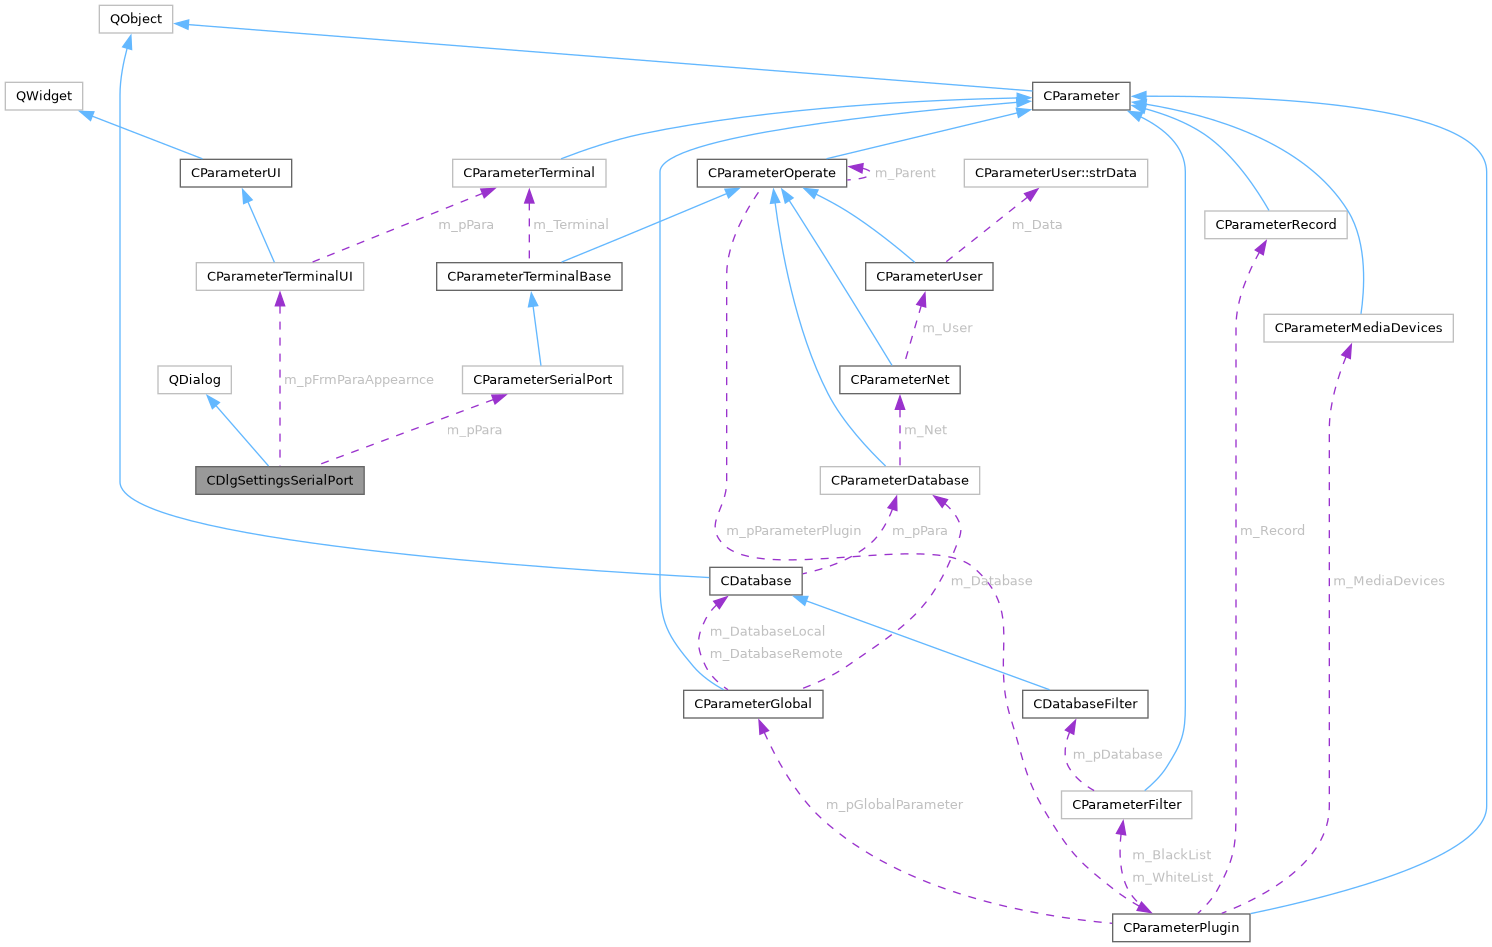 QObject
QWidget
CParameter
CParameterUI
CParameterTerminal
CParameterOperate
m_Parent
CParameterUser::strData
CParameterRecord
m_pPara
m_Terminal
m_Data
CParameterTerminalUI
CParameterTerminalBase
CParameterUser
CParameterMediaDevices
m_User
QDialog
m_pFrmParaAppearnce
CParameterSerialPort
CParameterNet
m_pPara
m_Net
CDlgSettingsSerialPort
CParameterDatabase
m_pParameterPlugin
m_pPara
m_Record
CDatabase
m_Database
m_MediaDevices
m_DatabaseLocal
m_DatabaseRemote
CParameterGlobal
CDatabaseFilter
m_pDatabase
m_pGlobalParameter
CParameterFilter
m_BlackList
m_WhiteList
CParameterPlugin